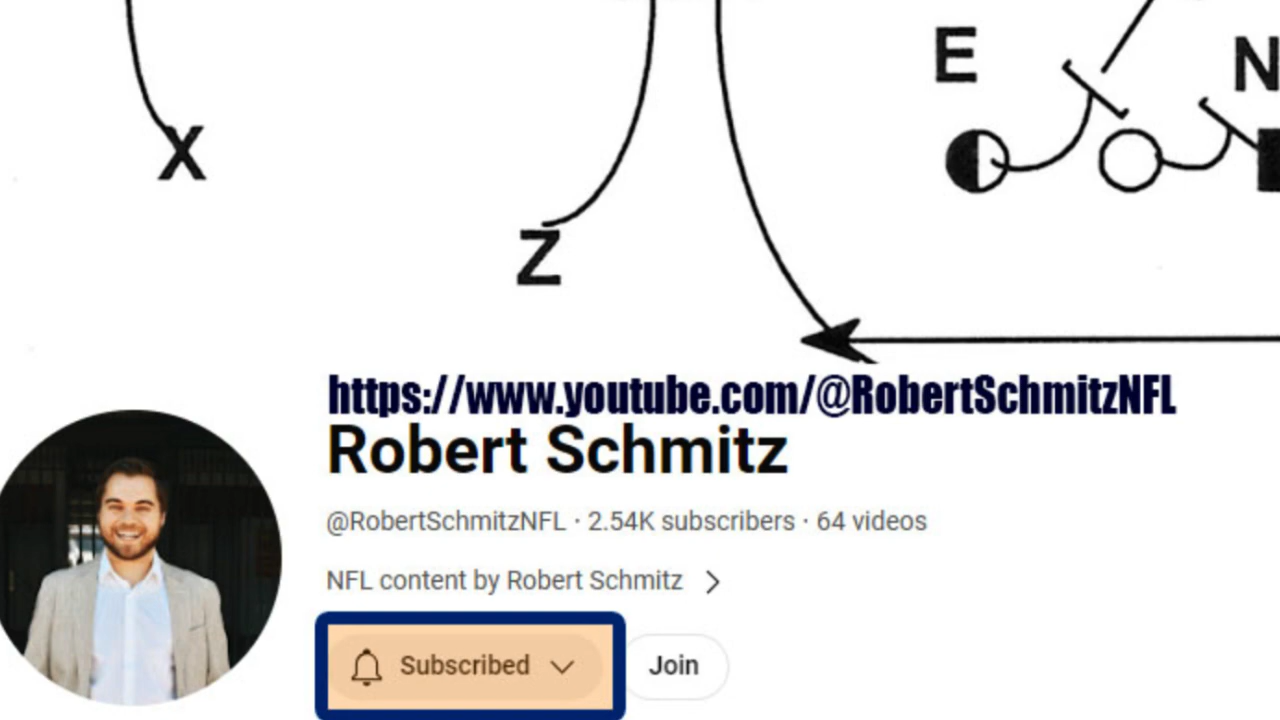 E
N
X
Z
https://www.youtube.com/@RobertSchmitzNFL
Robert Schmitz
@RobertSchmitzNFL · 2.54K subscribers · 64 videos
NFL content by Robert Schmitz
Subscribed
Join